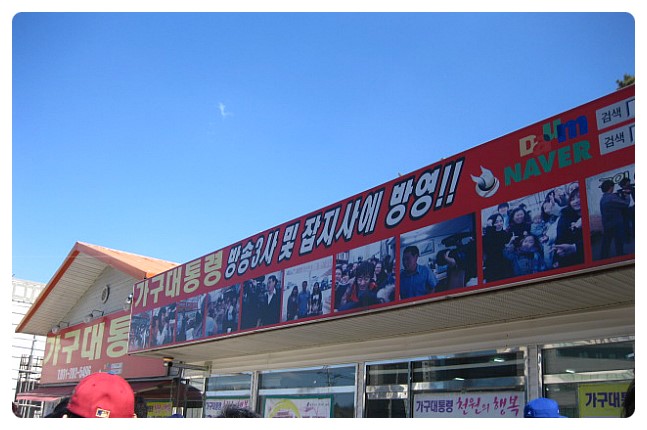 가구대통령 방송3사 및 잡지사에 방영!!
Daum
NAVER
검색
검색
가구대통
가구대통령 천원의 행복
가구대통령